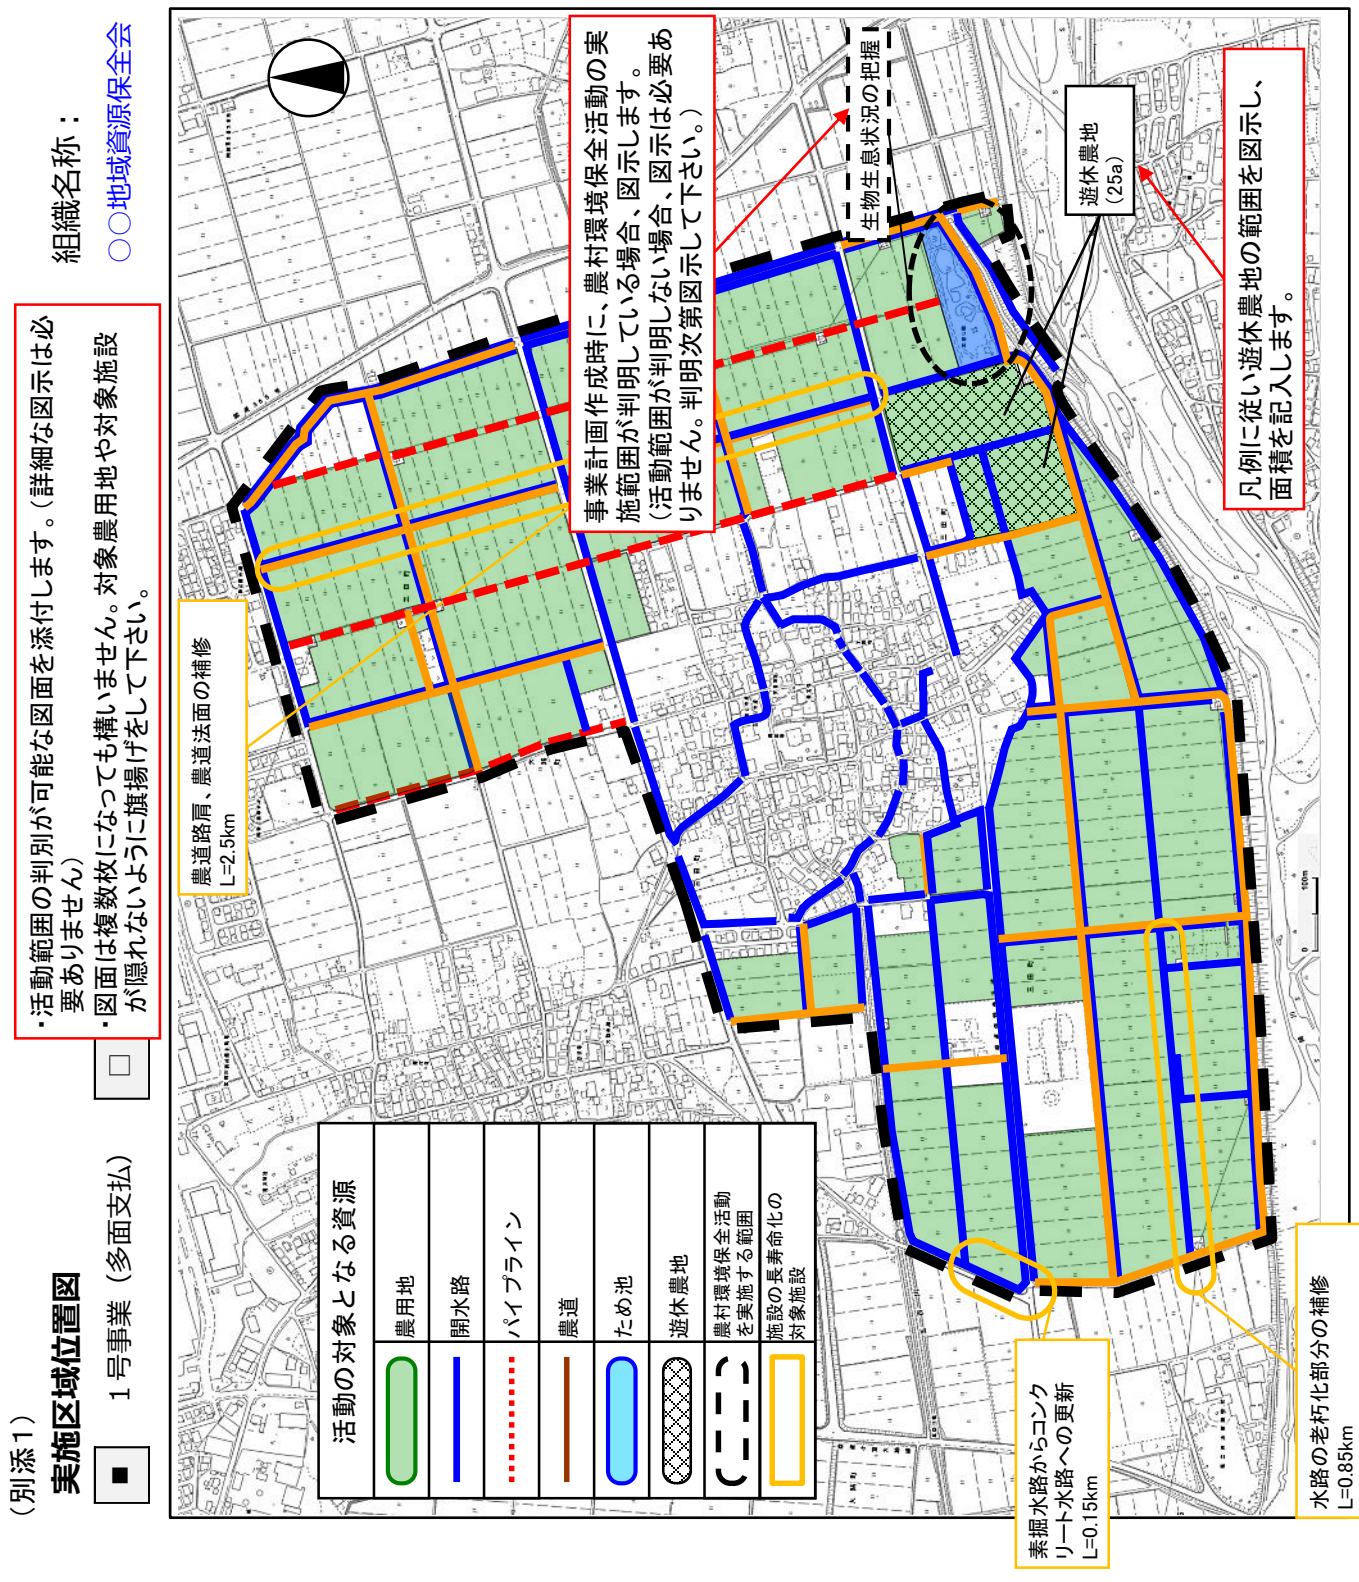 （別添１）
実施区域位置図
■
１号事業（多面支払）
□
組織名称：
○○地域資源保全会
・活動範囲の判別が可能な図面を添付します。（詳細な図示は必
要ありません）
・図面は複数枚になっても構いません。対象農用地や対象施設
が隠れないように旗揚げをして下さい。
農道路肩、農道法面の補修
L=2.5km
事業計画作成時に、農村環境保全活動の実
施範囲が判明している場合、図示します。
（活動範囲が判明しない場合、図示は必要あ
りません。判明次第図示して下さい。）
生物生息状況の把握
遊休農地
（25a）
凡例に従い遊休農地の範囲を図示し、
面積を記入します。
活動の対象となる資源
農用地
開水路
パイプライン
農道
ため池
遊休農地
農村環境保全活動
を実施する範囲
施設の長寿命化の
対象施設
素掘水路からコンク
リート水路への更新
L=0.15km
水路の老朽化部分の補修
L=0.85km
0
100m
三田町